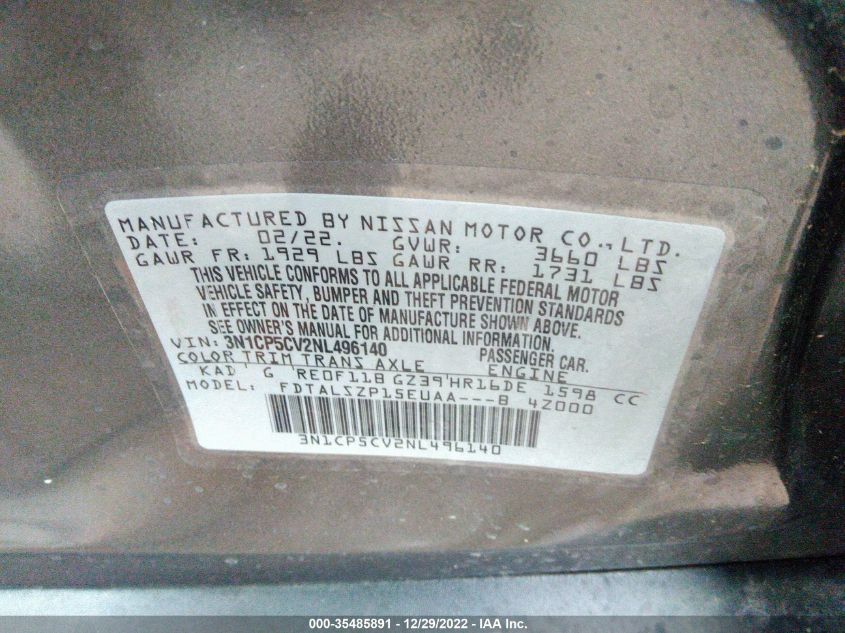 MANUFACTURED BY NISSAN MOTOR CO., LTD.
DATE: 02/22. GVWR: 3660 LBS
GAWR FR: 1929 LBS GAWR RR: 1731 LBS
THIS VEHICLE CONFORMS TO ALL APPLICABLE FEDERAL MOTOR
VEHICLE SAFETY, BUMPER AND THEFT PREVENTION STANDARDS
IN EFFECT ON THE DATE OF MANUFACTURE SHOWN ABOVE.
SEE OWNER'S MANUAL FOR ADDITIONAL INFORMATION.
VIN: 3N1CP5CV2NL496140 PASSENGER CAR.
COLOR TRIM TRANS AXLE ENGINE
KAD G RE0F11B GZ39 HR16DE 1598 CC
MODEL: FDTALSZP15EUAA---B 4Z000
3N1CP5CV2NL496140
000-35485891 - 12/29/2022 - IAA Inc.